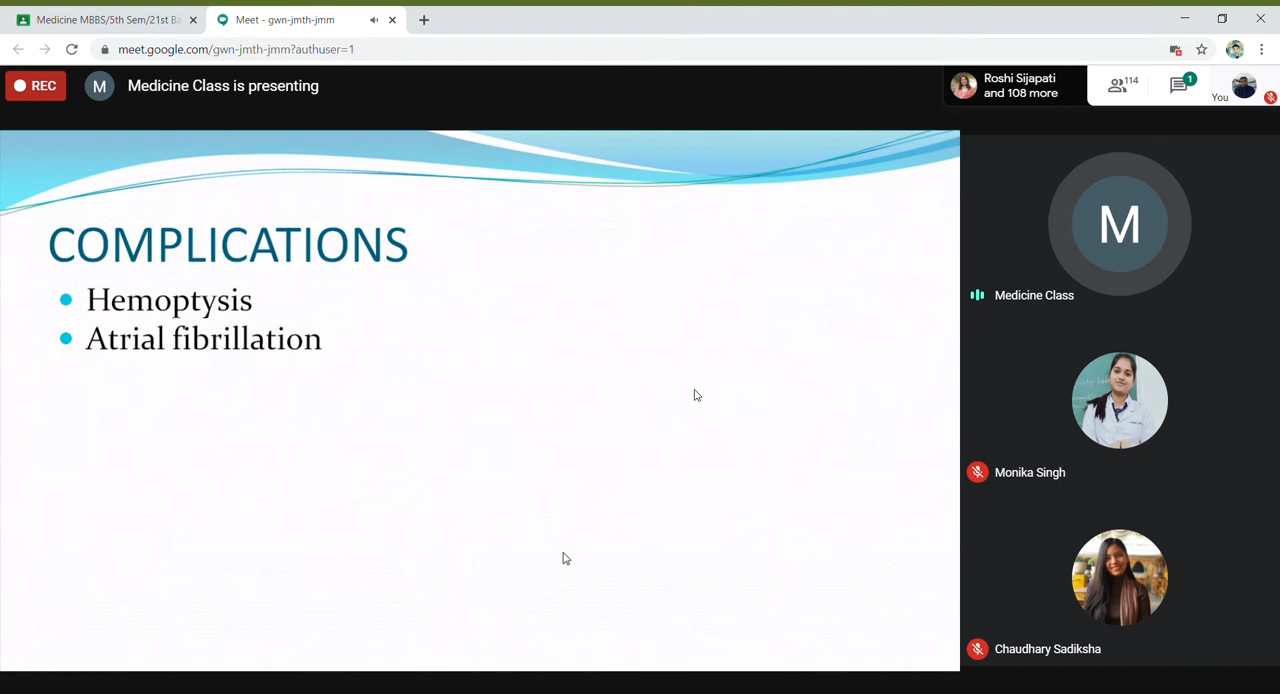 Medicine MBBS/5th Sem/21st Ba
Meet - gwn-jmth-jmm
meet.google.com/gwn-jmth-jmm?authuser=1
REC
M
Medicine Class is presenting
Roshi Sijapati
and 108 more
114
1
You
COMPLICATIONS
Hemoptysis
Atrial fibrillation
M
Medicine Class
Monika Singh
Chaudhary Sadiksha